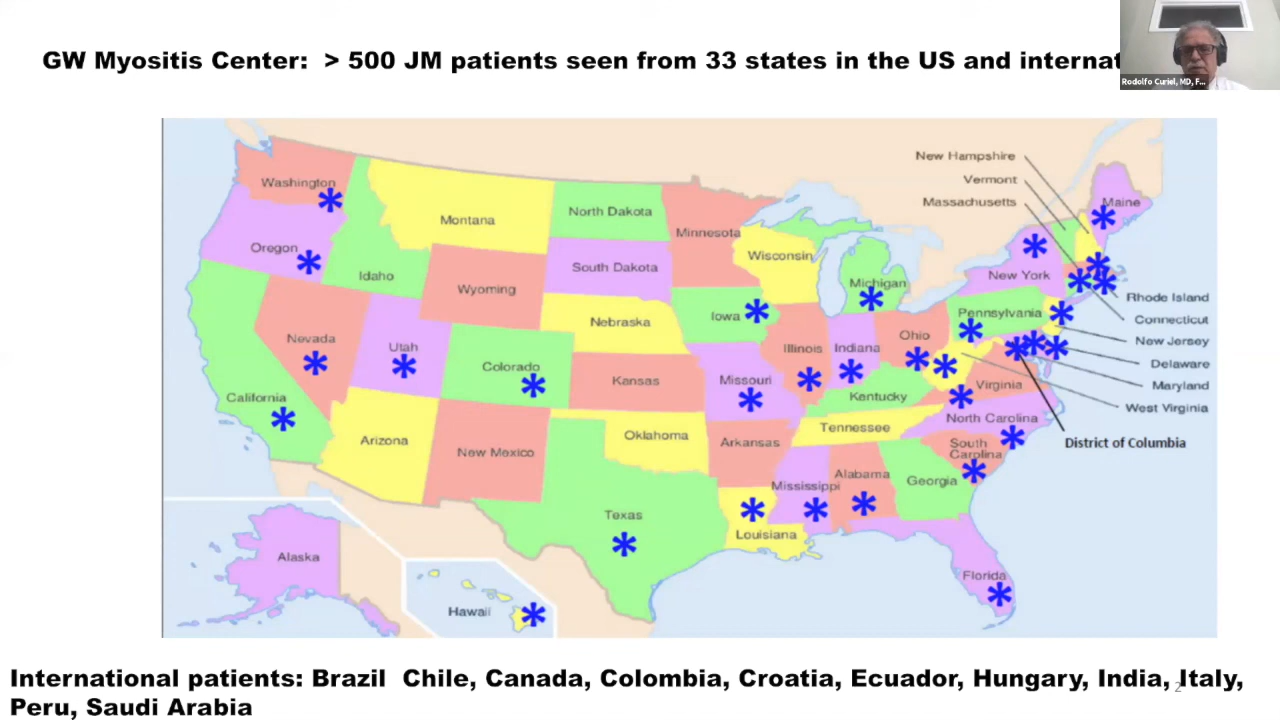 GW Myositis Center: > 500 JM patients seen from 33 states in the US and internat
Rodolfo Curiel, MD, F...
New Hampshire
Vermont
Massachusetts
Washington
Maine
Montana
North Dakota
Minnesota
Oregon
Wisconsin
South Dakota
Idaho
New York
Michigan
Wyoming
Rhode Island
Pennsylvania
Iowa
Connecticut
Nebraska
Nevada
Ohio
New Jersey
Utah
Illinois
Indiana
Delaware
Colorado
Kansas
Missouri
Virginia
Maryland
California
Kentucky
West Virginia
North Carolina
Tennessee
Arizona
Oklahoma
Arkansas
District of Columbia
New Mexico
South
Carolina
Alabama
Georgia
Mississippi
Texas
Louisiana
Alaska
Florida
Hawaii
International patients: Brazil Chile, Canada, Colombia, Croatia, Ecuador, Hungary, India, Italy,
Peru, Saudi Arabia
2